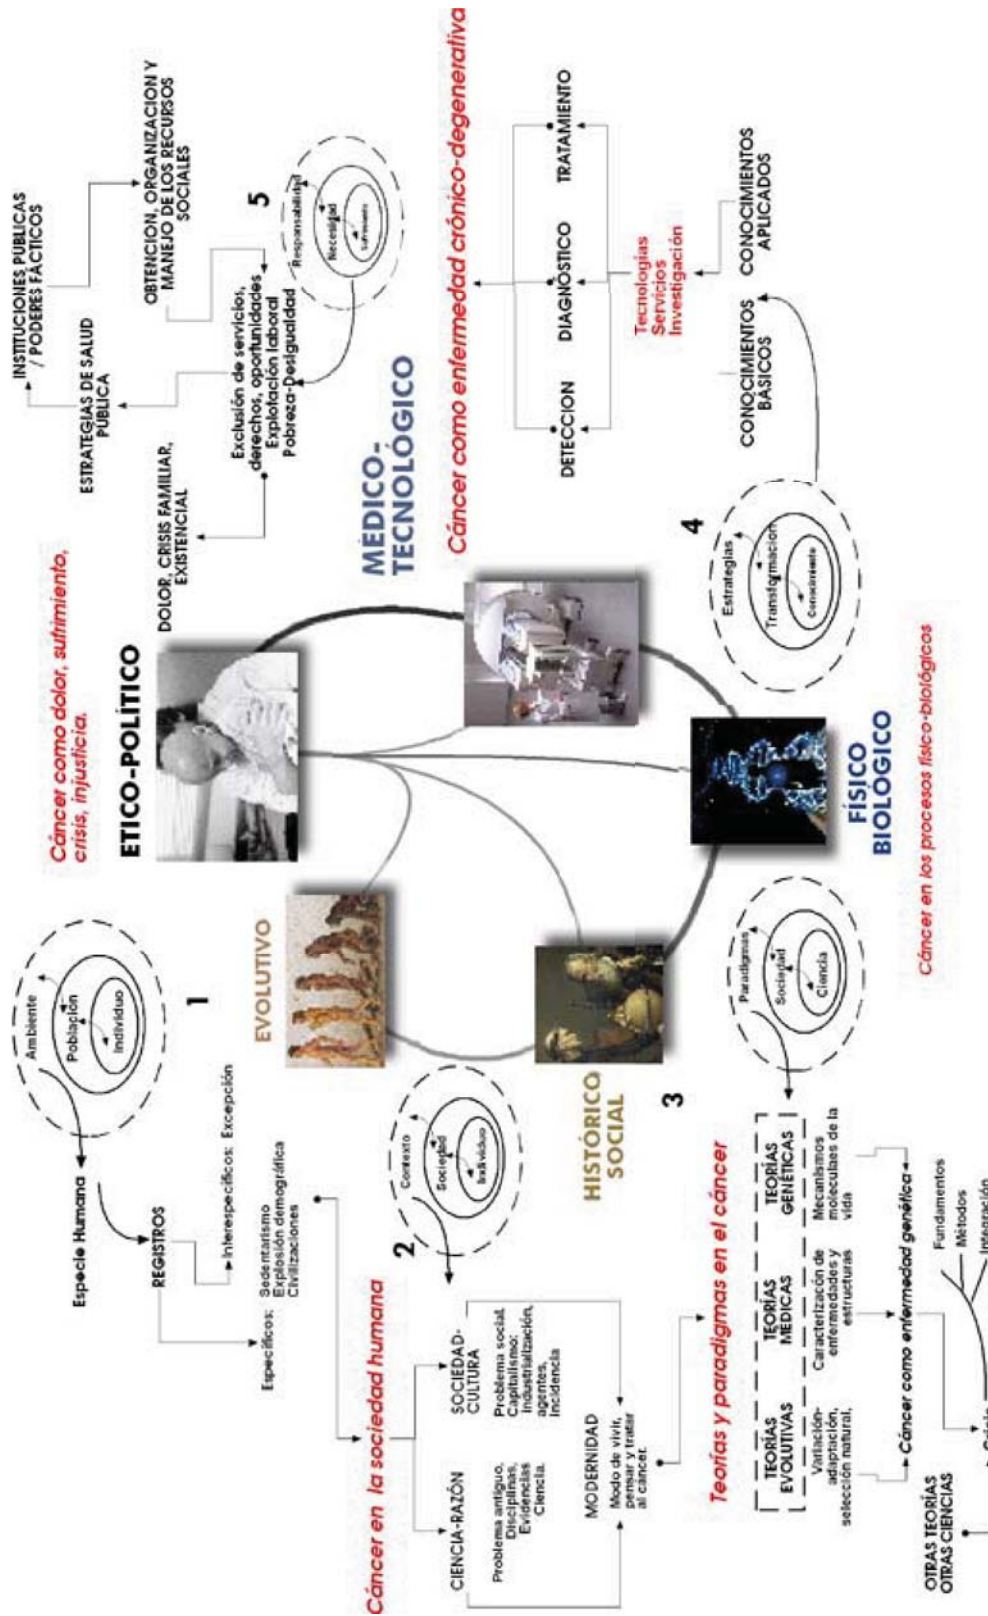 Ambiente
Población
Individuo
1
Especie Humana
REGISTROS
Interespecíficos: Excepción
Específicos: Sedentarismo
Explosión demográfica
Civilizaciones
Cáncer en la sociedad humana
CIENCIA-RAZÓN
Problema antiguo,
Disciplinas,
Evidencias
Ciencia.
SOCIEDAD-
CULTURA
Problema social.
Capitalismo:
Industrialización,
agentes,
Incidencia
MODERNIDAD
Modo de vivir,
pensar y tratar
al cáncer.
2
Contexto
Sociedad
Individuo
EVOLUTIVO
HISTÓRICO
SOCIAL
3
Paradigmas
Sociedad
Ciencia
Teorías y paradigmas en el cáncer
TEORÍAS
EVOLUTIVAS
Variación-
adaptación,
selección natural,
TEORÍAS
MÉDICAS
Caracterización de
enfermedades y
estructuras
TEORÍAS
GENÉTICAS
Mecanismos
moleculaes de la
vida
Cáncer como enfermedad genética
Fundamentos
Métodos
Integración
OTRAS TEORÍAS
OTRAS CIENCIAS
Cáncer como dolor, sufrimiento,
crisis, injusticia.
ETICO-POLÍTICO
DOLOR, CRISIS FAMILIAR,
EXISTENCIAL
ESTRATEGIAS DE SALUD
PÚBLICA
INSTITUCIONES PÚBLICAS
/ PODERES FÁCTICOS
OBTENCION, ORGANIZACION Y
MANEJO DE LOS RECURSOS
SOCIALES
Exclusión de servicios,
derechos, oportunidades
Explotación laboral
Pobreza-Desigualdad
5
Responsabilidad
Necesidad
Sufrimiento
MÉDICO-
TECNOLÓGICO
Cáncer como enfermedad crónico-degenerativa
DETECCION
DIAGNÓSTICO
TRATAMIENTO
Tecnologías
Servicios
Investigación
CONOCIMIENTOS
BÁSICOS
CONOCIMIENTOS
APLICADOS
4
Estrategias
Transformacion
Conocimiento
FÍSICO
BIOLÓGICO
Cáncer en los procesos físico-biológicos